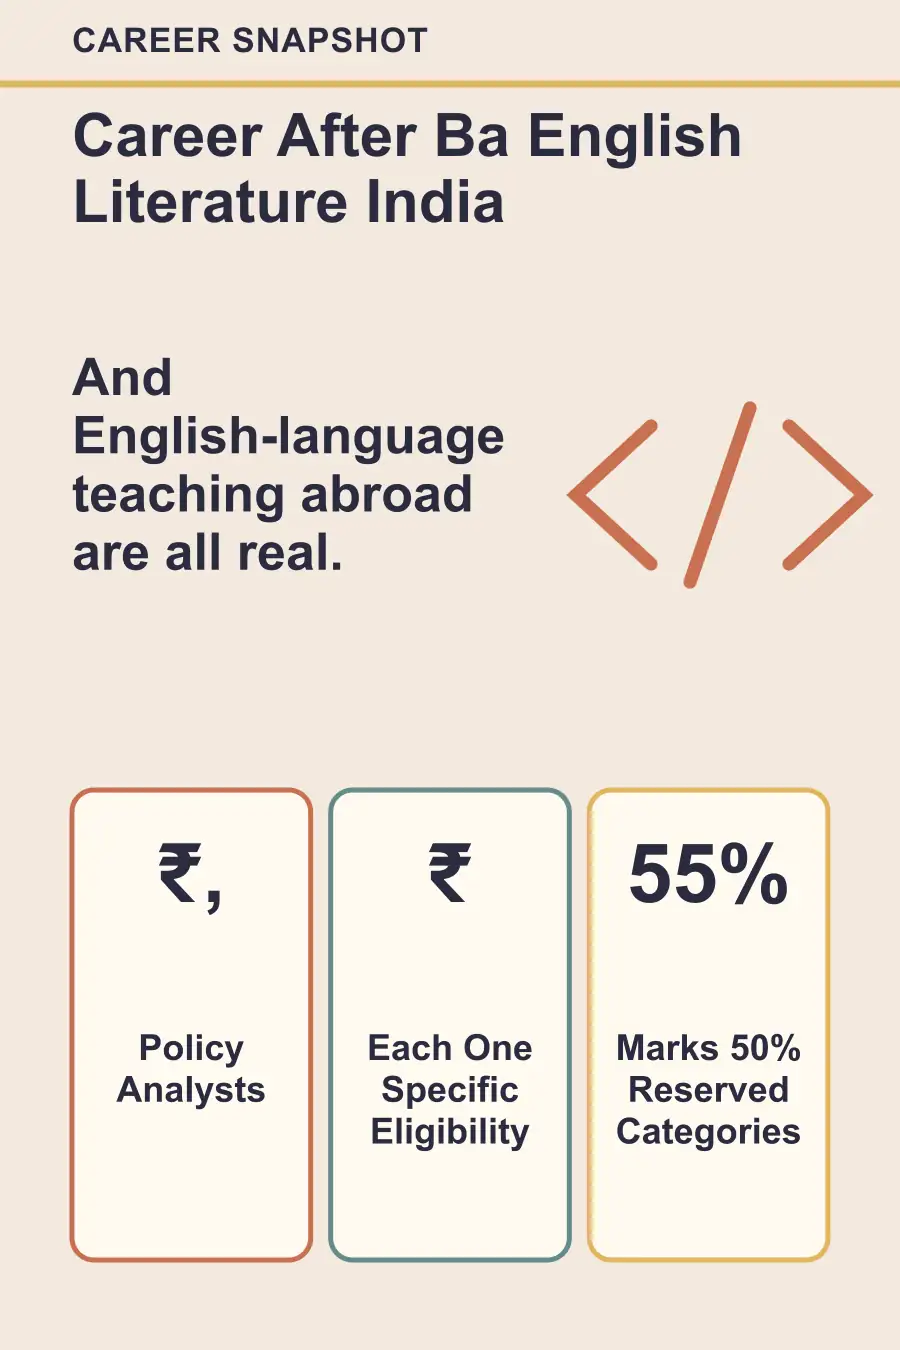 CAREER SNAPSHOT
Career After Ba English
Literature India
And
English-language
teaching abroad
are all real.
₹,
Policy
Analysts
₹
Each One
Specific
Eligibility
55%
Marks 50%
Reserved
Categories